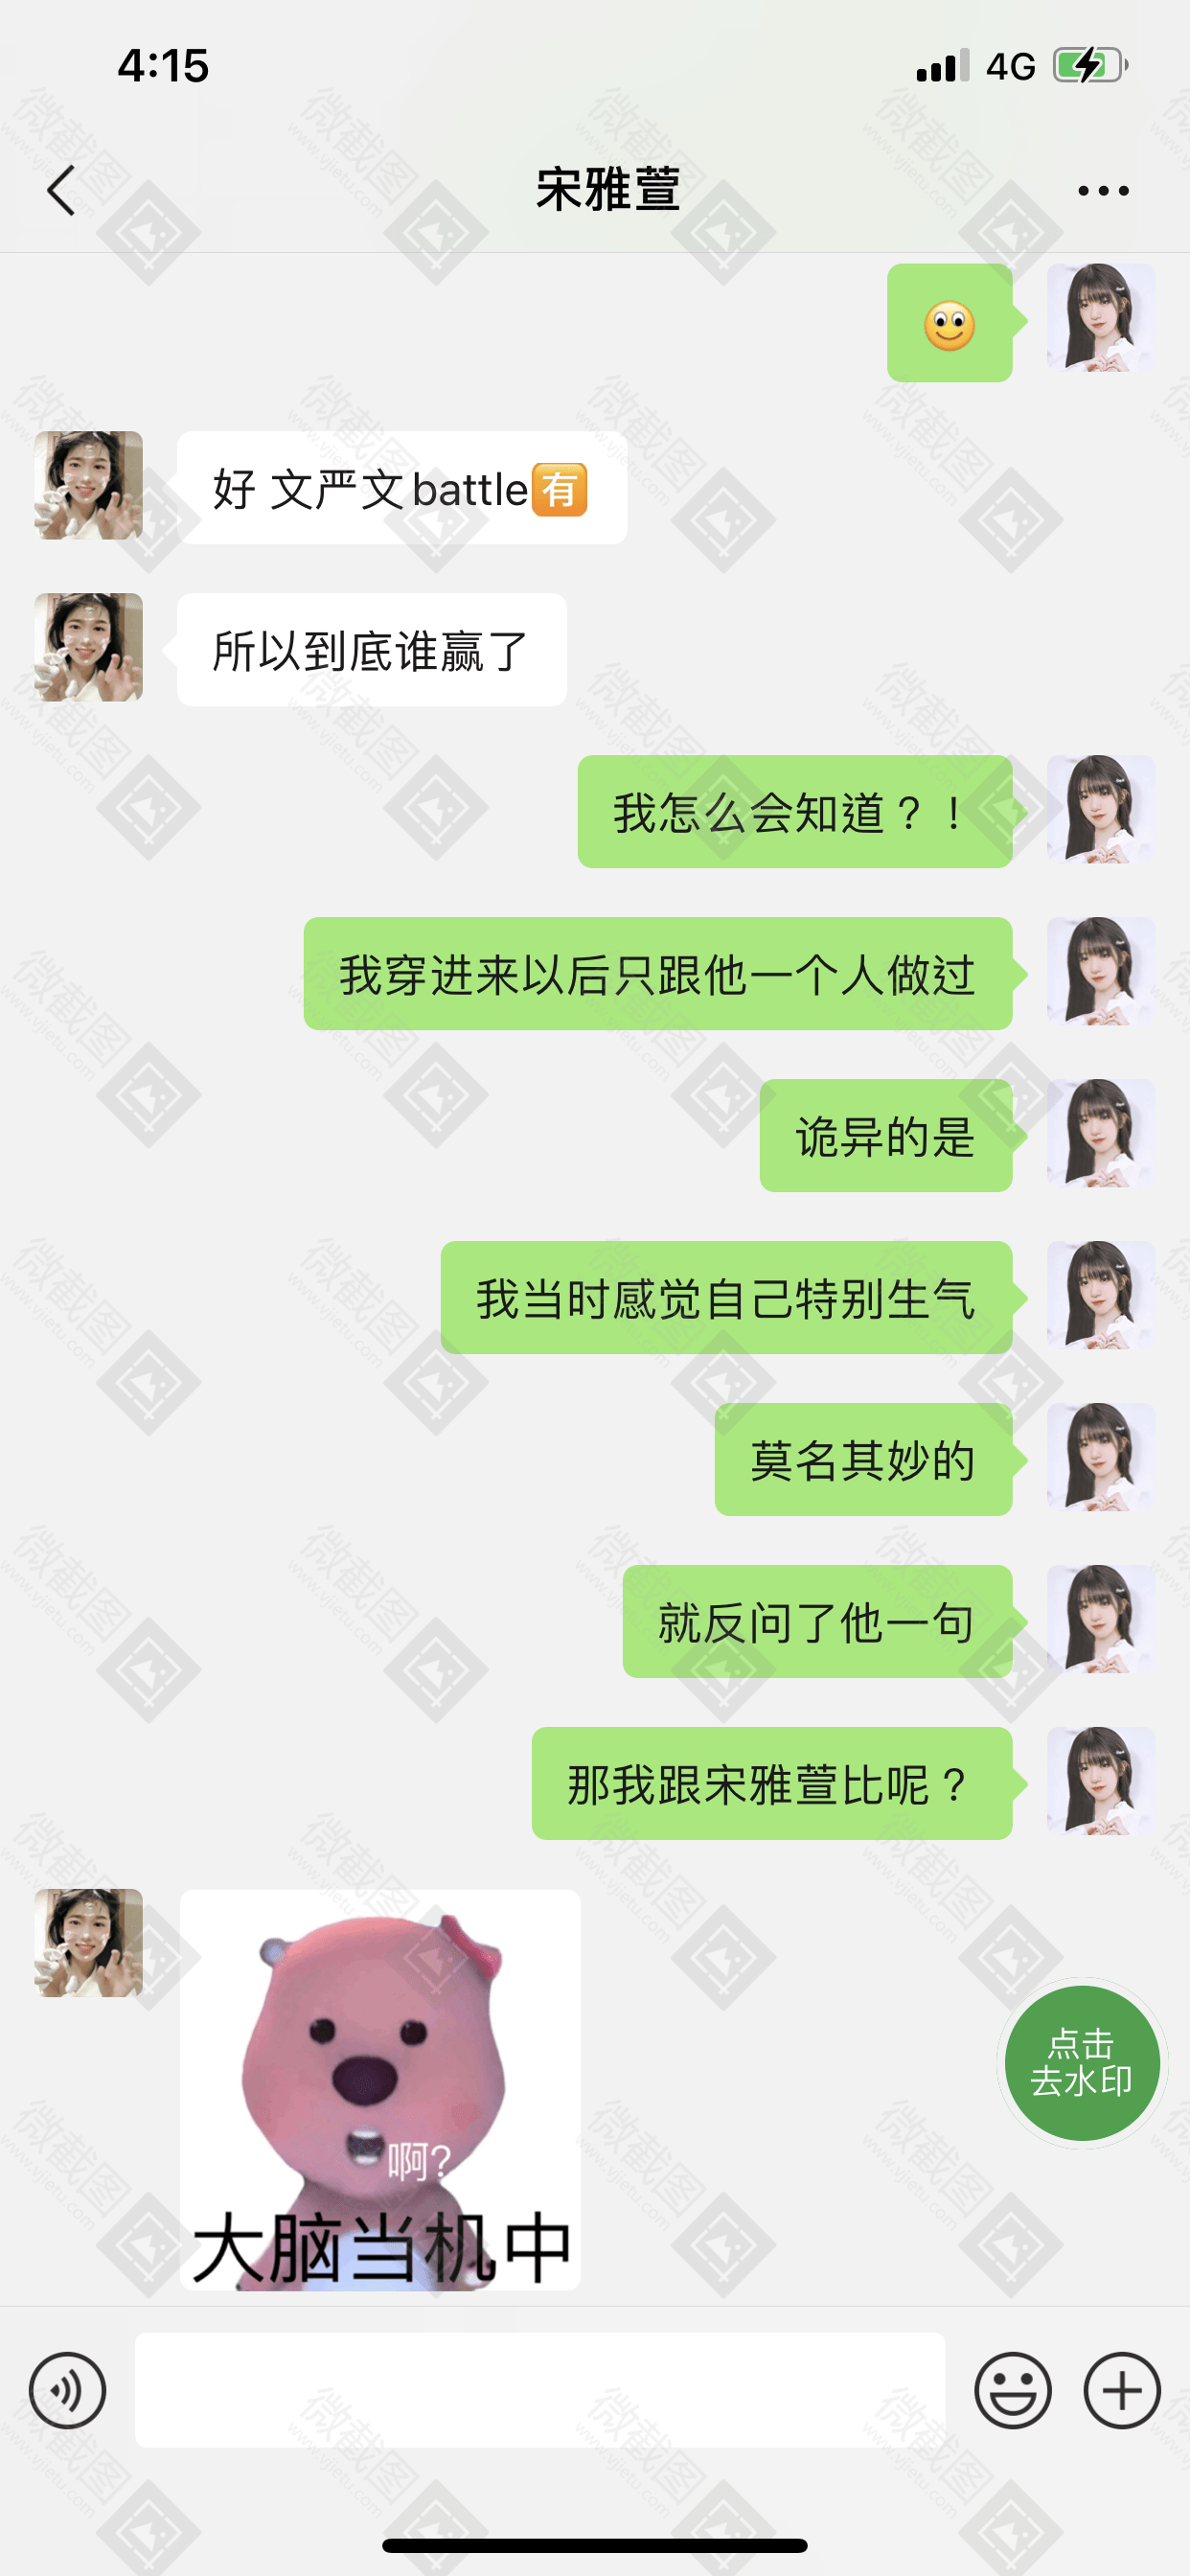 4:15
4G
宋雅萱
好 文严文battle🈶
所以到底谁赢了
我怎么会知道？！
我穿进来以后只跟他一个人做过
诡异的是
我当时感觉自己特别生气
莫名其妙的
就反问了他一句
那我跟宋雅萱比呢？
啊?
大脑当机中
点击
去水印
微截图
www.vjietu.com